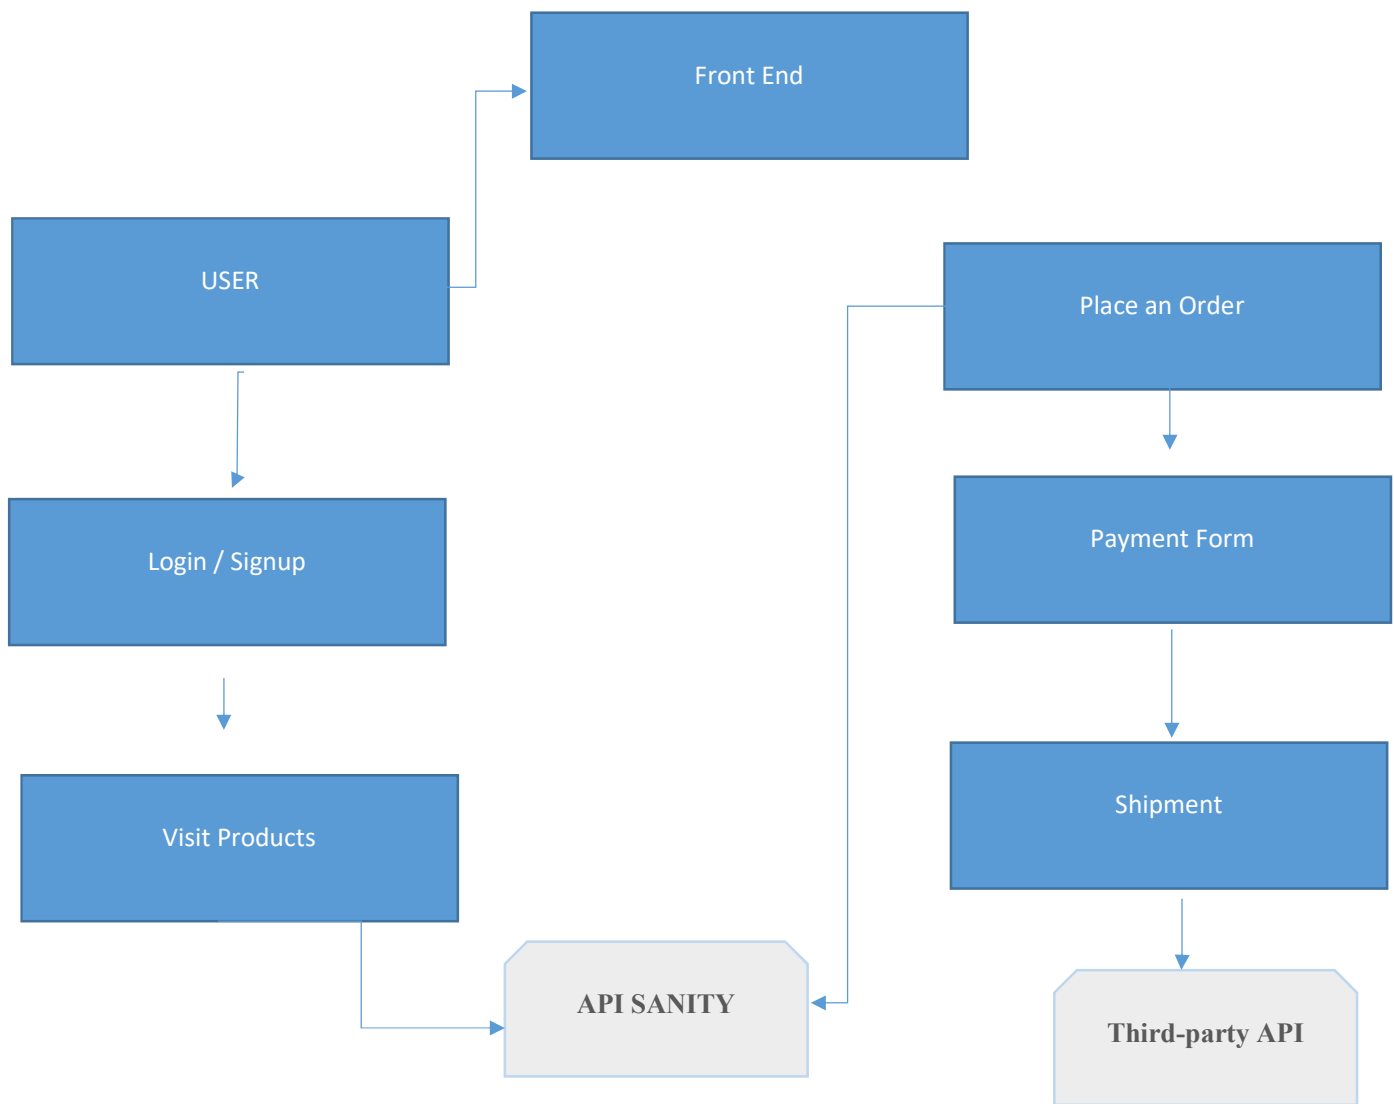 Front End
USER
Place an Order
Login / Signup
Payment Form
Visit Products
Shipment
API SANITY
Third-party API